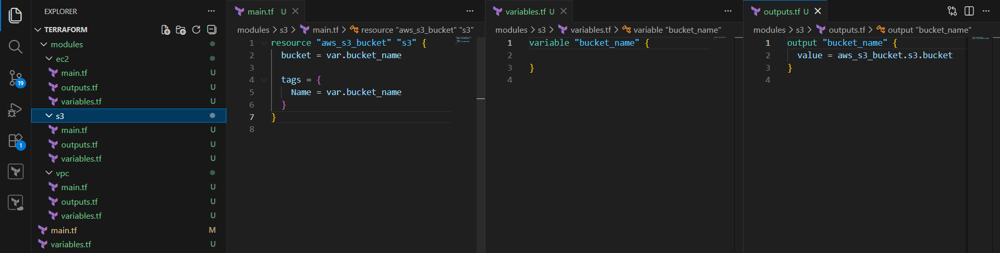 EXPLORER
TERRAFORM
modules
ec2
main.tf U
outputs.tf U
variables.tf U
s3
main.tf U
outputs.tf U
variables.tf U
vpc
main.tf U
outputs.tf U
variables.tf U
main.tf M
variables.tf U
19
1
main.tf U
modules > s3 > main.tf > resource "aws_s3_bucket" "s3"
1 resource "aws_s3_bucket" "s3" {
2 bucket = var.bucket_name
3
4 tags = {
5 Name = var.bucket_name
6 }
7 }
8
variables.tf U
modules > s3 > variables.tf > variable "bucket_name"
1 variable "bucket_name" {
2
3 }
4
outputs.tf U
modules > s3 > outputs.tf > output "bucket_name"
1 output "bucket_name" {
2 value = aws_s3_bucket.s3.bucket
3 }
4